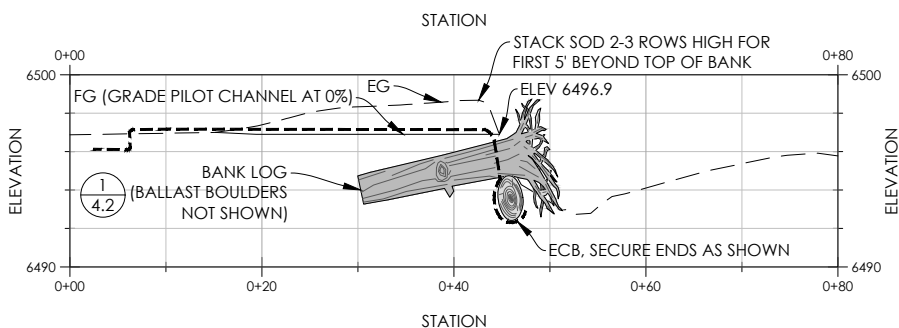 STATION
0+00
0+80
STACK SOD 2-3 ROWS HIGH FOR
FIRST 5' BEYOND TOP OF BANK
6500
6500
FG (GRADE PILOT CHANNEL AT 0%)
EG
ELEV 6496.9
ELEVATION
ELEVATION
BANK LOG
(BALLAST BOULDERS
NOT SHOWN)
1
4.2
ECB, SECURE ENDS AS SHOWN
6490
6490
0+00
0+20
0+40
0+60
0+80
STATION